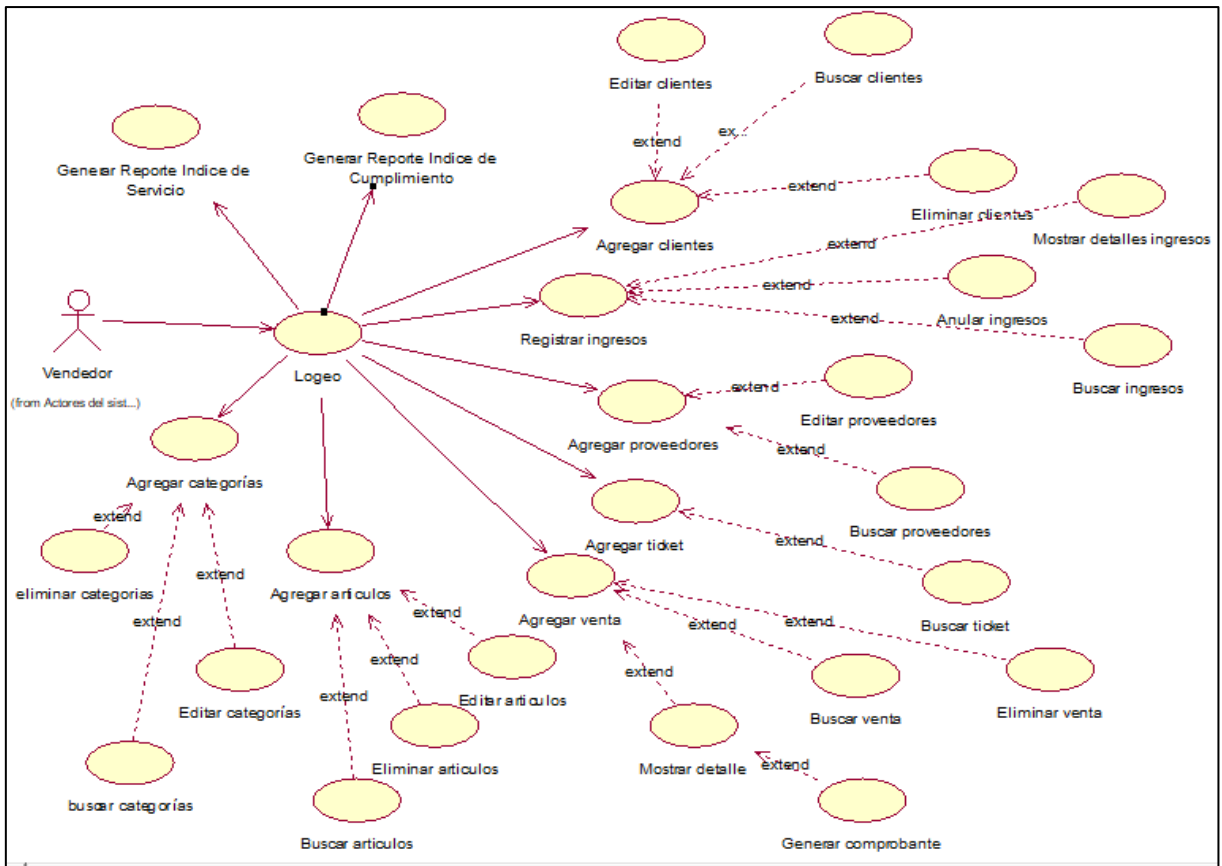 Editar clientes
Buscar clientes
Generar Reporte Indice de
Servicio
Generar Reporte Indice de
Cumplimiento
extend
ex...
extend
Agregar clientes
Eliminar clientes
Mostrar detalles ingresos
extend
extend
extend
Registrar ingresos
Anular ingresos
Buscar ingresos
Vendedor
(from Actores del sist...)
Logeo
extend
Editar proveedores
Agregar proveedores
extend
Buscar proveedores
Agregar categorías
extend
eliminar categorias
extend
extend
Agregar articulos
extend
Agregar ticket
extend
Buscar ticket
Agregar venta
extend
extend
extend
extend
extend
Editar categorías
Editar articulos
Buscar venta
Eliminar venta
Eliminar articulos
Mostrar detalle
extend
buscar categorías
Buscar articulos
Generar comprobante